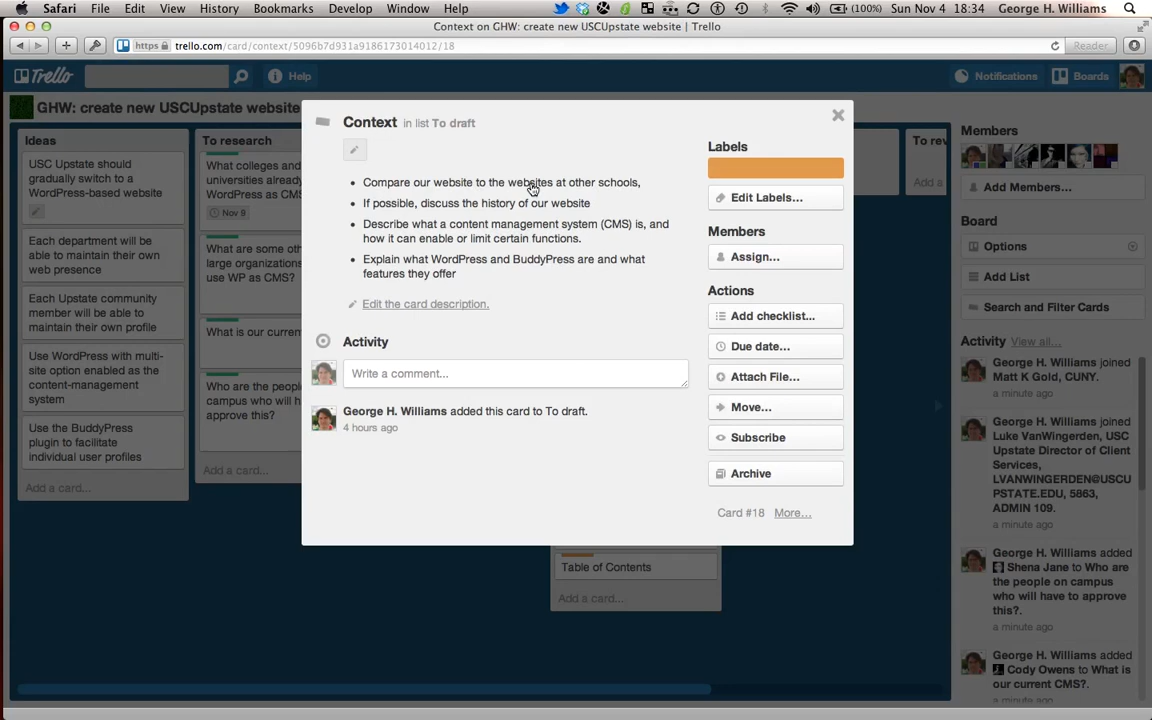 Safari File Edit View History Bookmarks Develop Window Help (100%) Sun Nov 4 18:34 George H. Williams
Context on GHW: create new USCUpstate website | Trello
https trello.com/card/context/5096b7d931a9186173014012/18 Reader
Trello Help Notifications Boards
GHW: create new USCUpstate website
Ideas
USC Upstate should
gradually switch to a
WordPress-based website
Each department will be
able to maintain their own
web presence
Each Upstate community
member will be able to
maintain their own profile
Use WordPress with multi-
site option enabled as the
content-management
system
Use the BuddyPress
plugin to facilitate
individual user profiles
Add a card...
To research
What colleges and
universities already
WordPress as CMS
Nov 9
What are some oth
large organizations
use WP as CMS?
What is our current
Who are the people
campus who will h
approve this?
Add a card...
Context in list To draft
Compare our website to the websites at other schools,
If possible, discuss the history of our website
Describe what a content management system (CMS) is, and
how it can enable or limit certain functions.
Explain what WordPress and BuddyPress are and what
features they offer
Edit the card description.
Activity
Write a comment...
George H. Williams added this card to To draft.
4 hours ago
Labels
Edit Labels...
Members
Assign...
Actions
Add checklist...
Due date...
Attach File...
Move...
Subscribe
Archive
Card #18 More...
Table of Contents
Add a card...
To rev
Add a
Members
Add Members...
Board
Options
Add List
Search and Filter Cards
Activity View all...
George H. Williams joined
Matt K Gold, CUNY.
a minute ago
George H. Williams joined
Luke VanWingerden, USC
Upstate Director of Client
Services,
LVANWINGERDEN@USCU
PSTATE.EDU, 5863,
ADMIN 109.
a minute ago
George H. Williams added
Shena Jane to Who are
the people on campus
who will have to approve
this?.
a minute ago
George H. Williams added
Cody Owens to What is
our current CMS?.
a minute ago